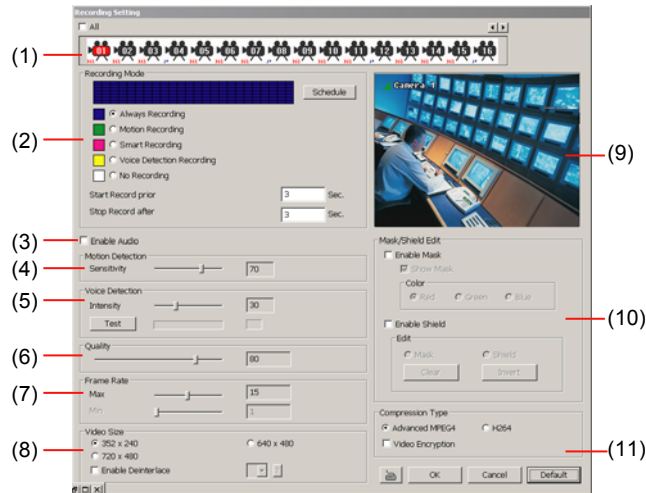 Recording Setting
All
(1)
01 02 03 04 05 06 07 08 09 10 11 12 13 14 15 16
Recording Mode
Schedule
(2)
Always Recording
Motion Recording
Smart Recording
Voice Detection Recording
No Recording
Start Record prior 3 Sec.
Stop Record after 3 Sec.
Camera 1
(9)
(3)
Enable Audio
Motion Detection
(4)
Sensitivity 70
Voice Detection
(5)
Intensity 30
Test
Quality
(6)
80
Frame Rate
(7)
Max 15
Min 1
Video Size
(8)
352 x 240 640 x 480
720 x 480
Enable Deinterlace
Mask/Shield Edit
Enable Mask
Show Mask
Color
Red Green Blue
(10)
Enable Shield
Edit
Mask Shield
Clear Invert
Compression Type
Advanced MPEG4 H264
Video Encryption
(11)
OK Cancel Default